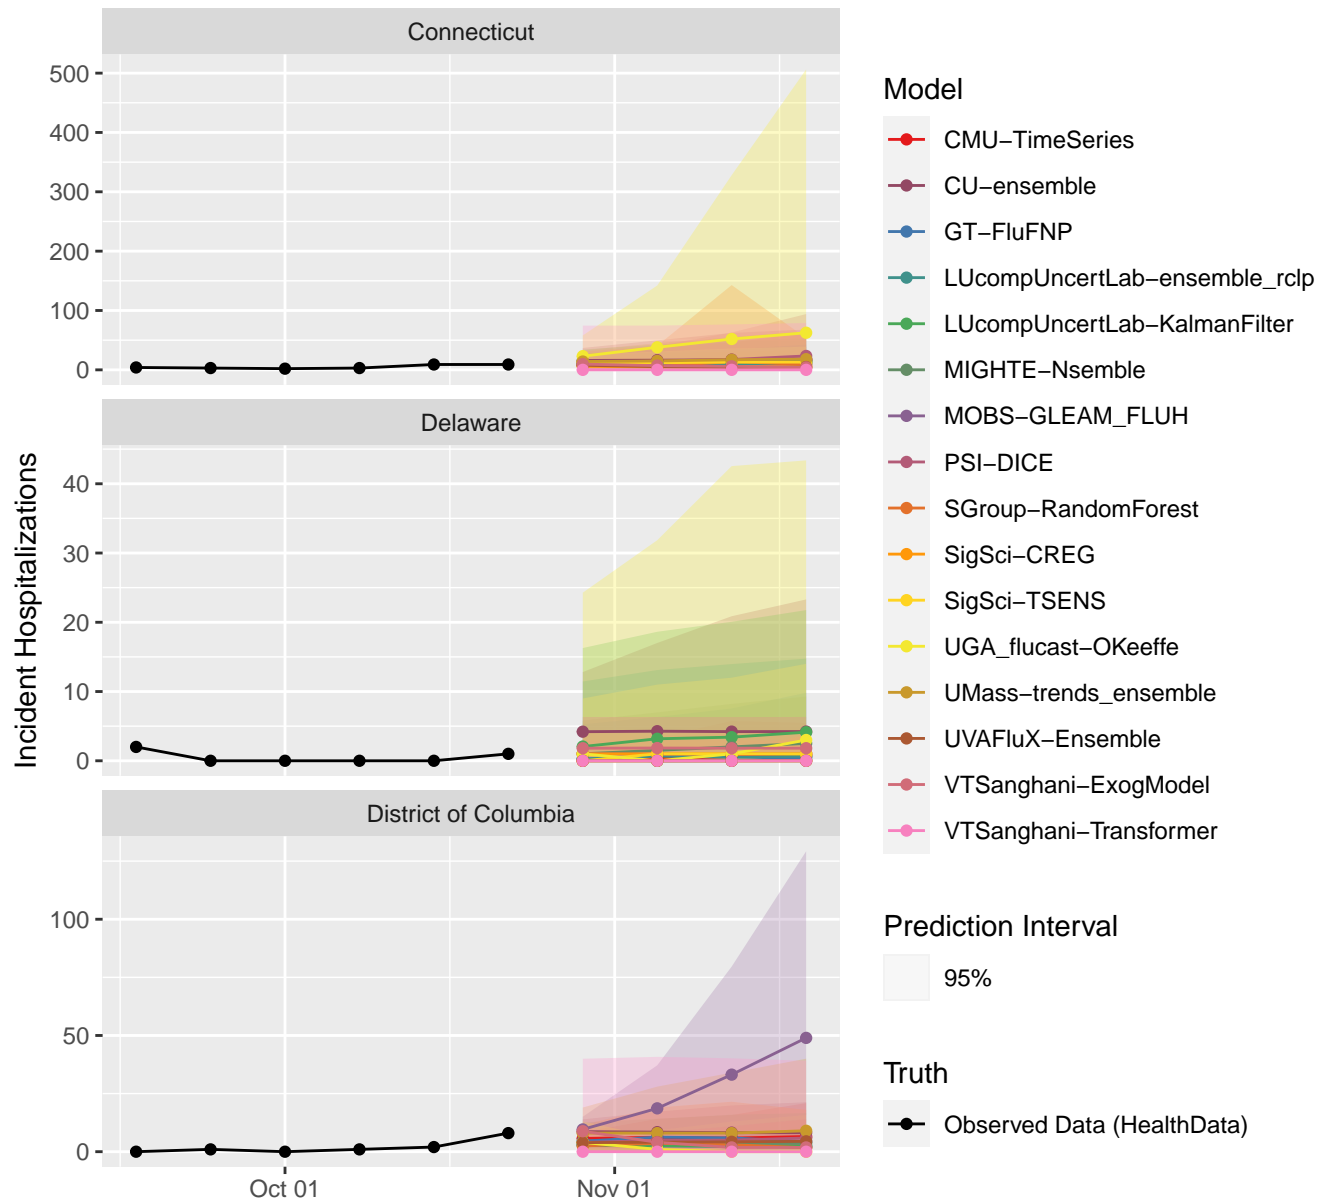 Connecticut
500
400
300
200
100
0
Delaware
40
30
20
10
0
District of Columbia
100
50
0
Oct 01
Nov 01
Incident Hospitalizations
Model
CMU−TimeSeries
CU−ensemble
GT−FluFNP
LUcompUncertLab−ensemble_rclp
LUcompUncertLab−KalmanFilter
MIGHTE−Nsemble
MOBS−GLEAM_FLUH
PSI−DICE
SGroup−RandomForest
SigSci−CREG
SigSci−TSENS
UGA_flucast−OKeeffe
UMass−trends_ensemble
UVAFluX−Ensemble
VTSanghani−ExogModel
VTSanghani−Transformer
Prediction Interval
95%
Truth
Observed Data (HealthData)